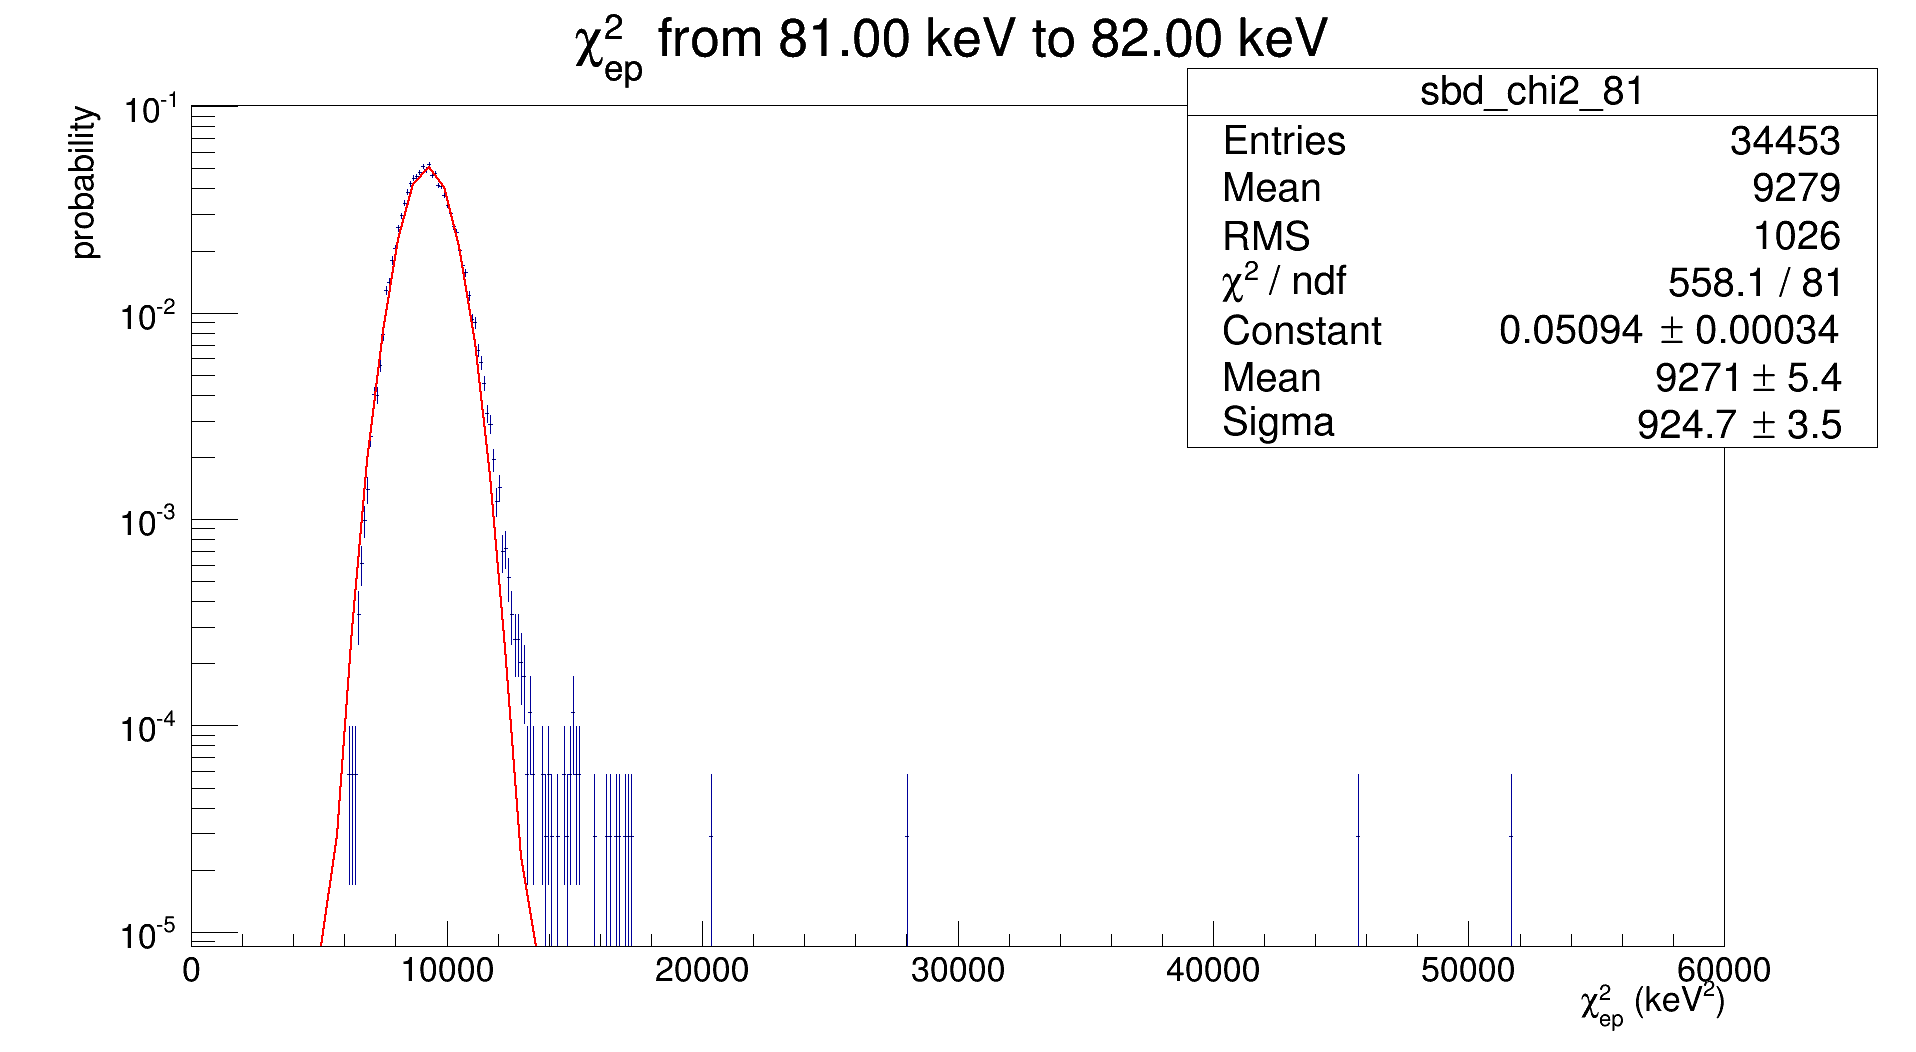 χ²ep from 81.00 keV to 82.00 keV
sbd_chi2_81
Entries 34453
Mean 9279
RMS 1026
χ² / ndf 558.1 / 81
Constant 0.05094 ± 0.00034
Mean 9271 ± 5.4
Sigma 924.7 ± 3.5
probability
10⁻¹
10⁻²
10⁻³
10⁻⁴
10⁻⁵
0 10000 20000 30000 40000 50000 60000
χ²ep (keV²)